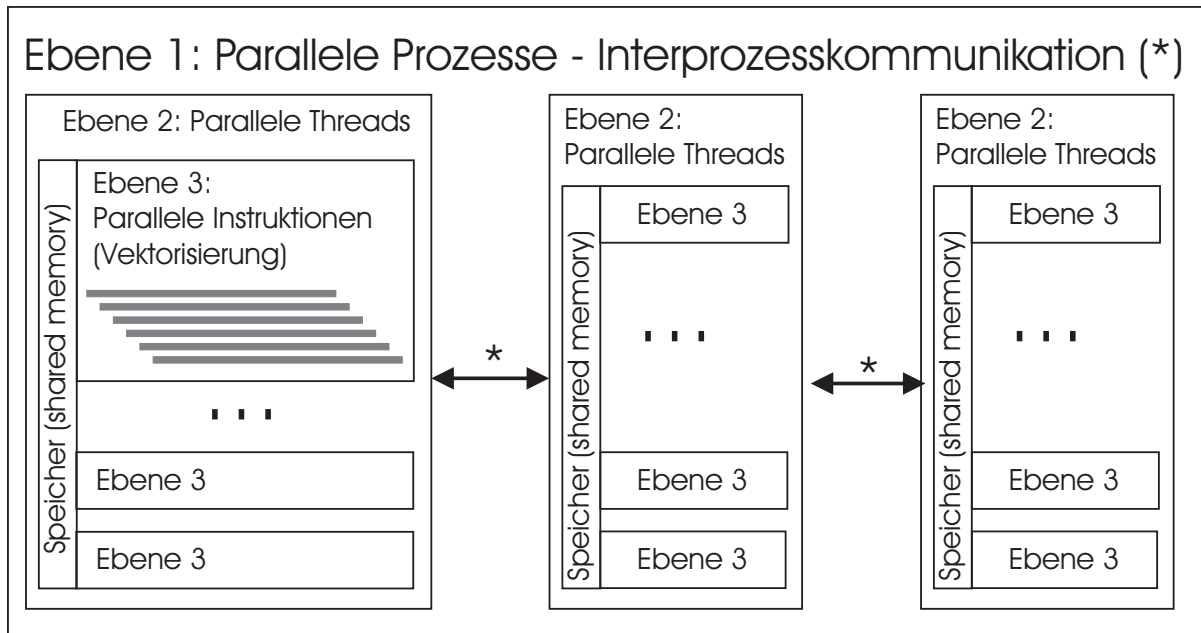 Ebene 1: Parallele Prozesse - Interprozesskommunikation (*)
Ebene 2: Parallele Threads
Speicher (shared memory)
Ebene 3:
Parallele Instruktionen
(Vektorisierung)
...
Ebene 3
Ebene 3
*
Ebene 2:
Parallele Threads
Speicher (shared memory)
Ebene 3
...
Ebene 3
Ebene 3
*
Ebene 2:
Parallele Threads
Speicher (shared memory)
Ebene 3
...
Ebene 3
Ebene 3